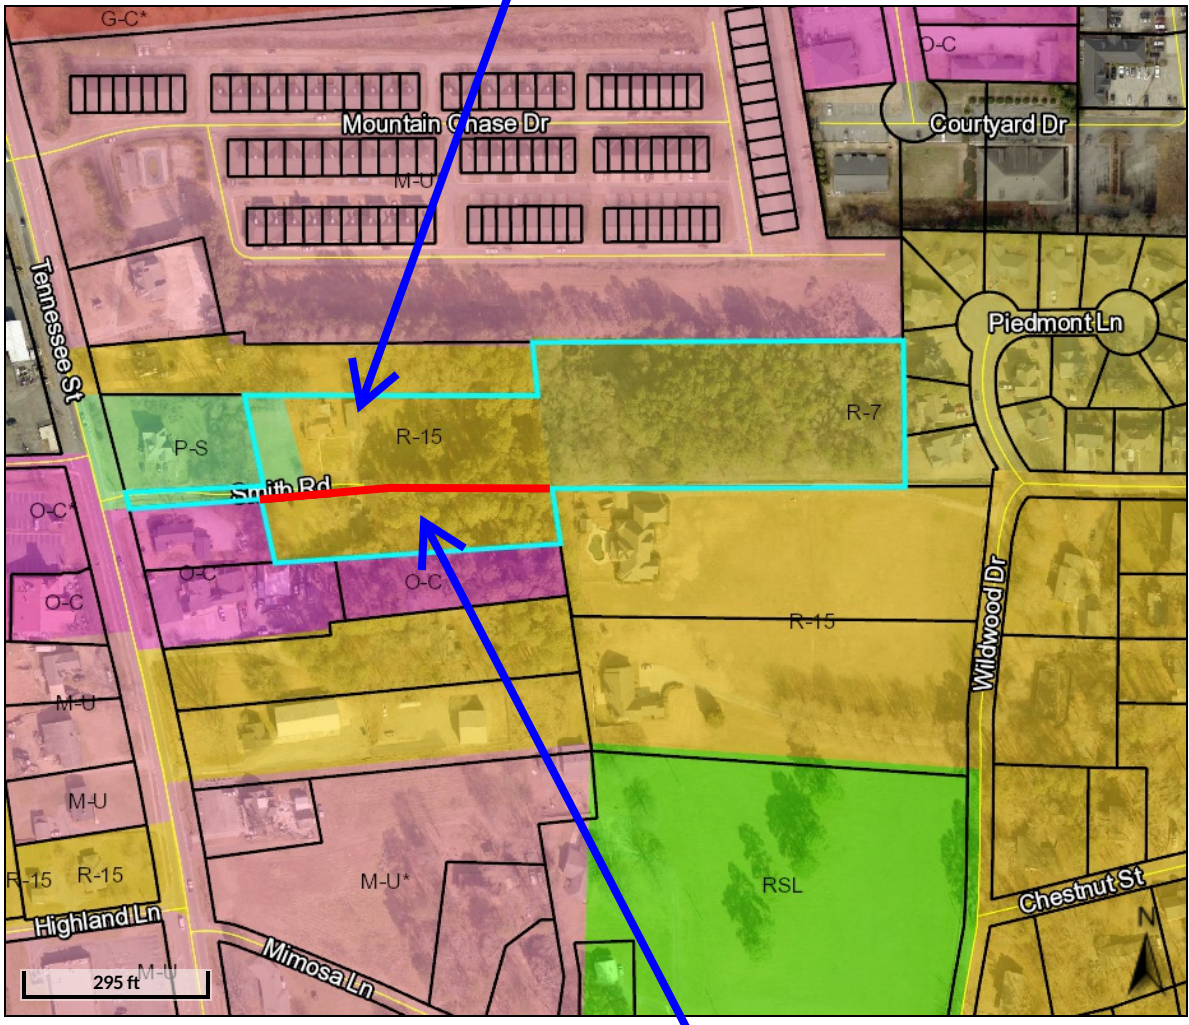 G-C*
O-C
Mountain Chase Dr
Courtyard Dr
M-U
Tennessee St
Piedmont Ln
R-7
R-15
P-S
Smith Rd
O-C*
O-C
O-C
O-C
R-15
Wildwood Dr
M-U
M-U
R-15
R-15
M-U*
RSL
Chestnut St
Highland Ln
N
Mimosa Ln
M-U
295 ft